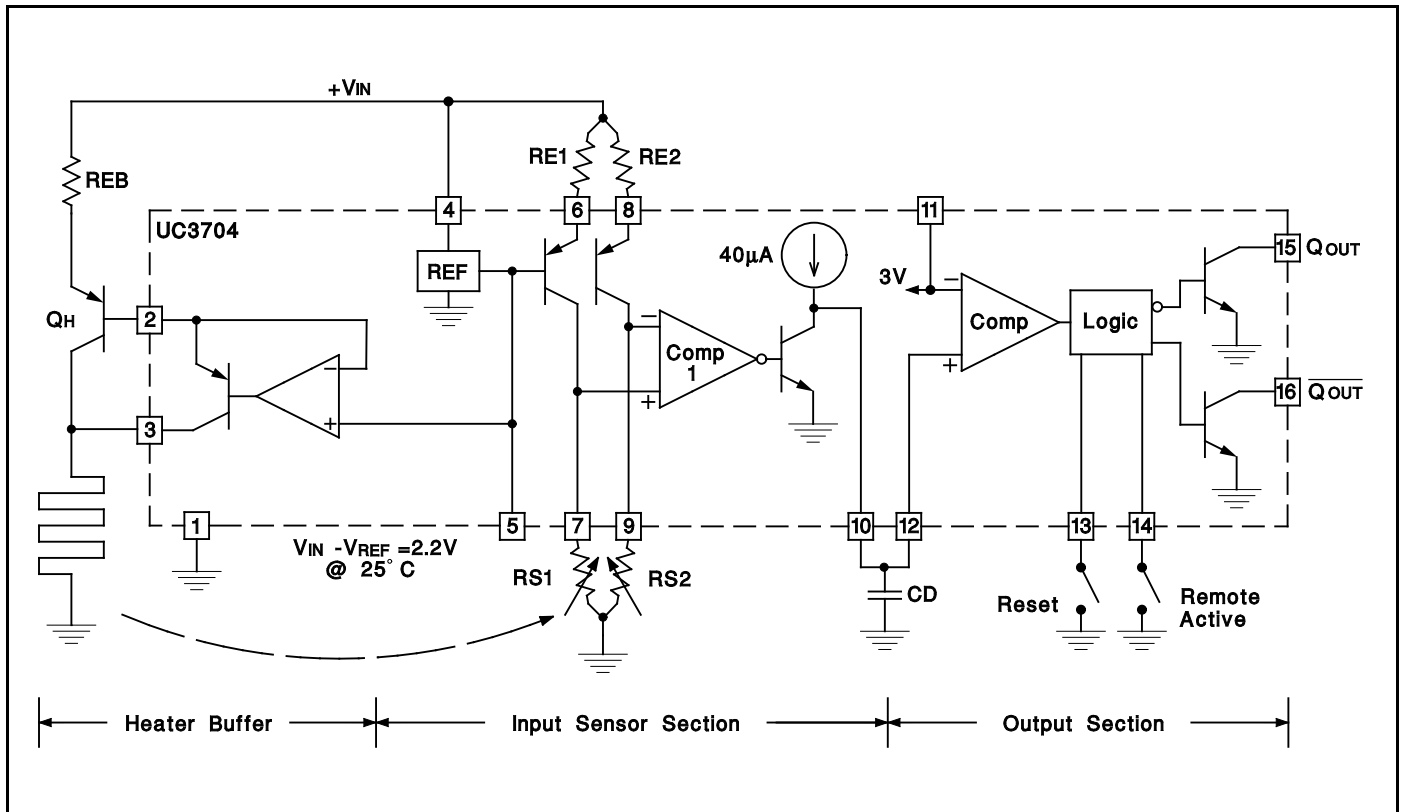 +VIN
RE1
RE2
REB
4
6
8
11
UC3704
15
QOUT
40µA
REF
3V
−
QH
2
Comp
Logic
−
Comp
1
−
+
+
16
QOUT
3
+
1
5
7
9
10
12
13
14
VIN -VREF =2.2V
@ 25°C
RS1
RS2
CD
Reset
Remote
Active
Heater Buffer
Input Sensor Section
Output Section